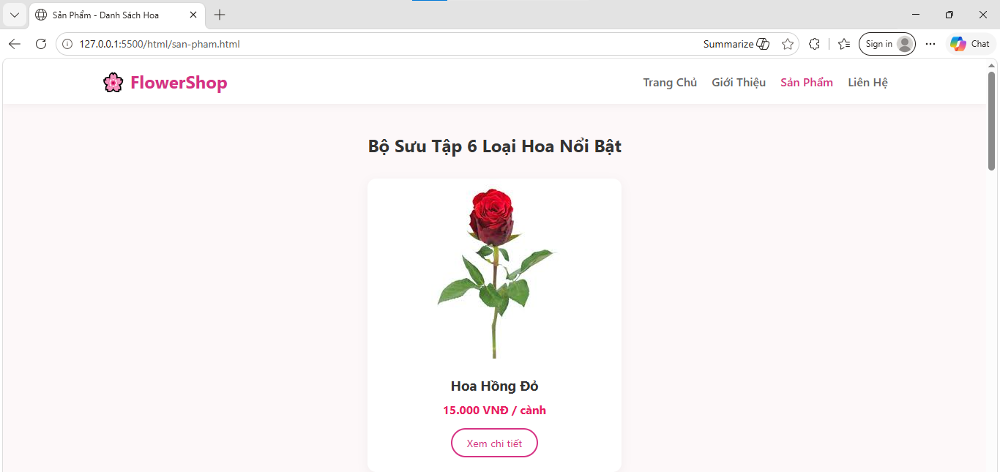 Sản Phẩm - Danh Sách Hoa
127.0.0.1:5500/html/san-pham.html
Summarize
Sign in
Chat
FlowerShop
Trang Chủ
Giới Thiệu
Sản Phẩm
Liên Hệ
Bộ Sưu Tập 6 Loại Hoa Nổi Bật
Hoa Hồng Đỏ
15.000 VNĐ / cành
Xem chi tiết